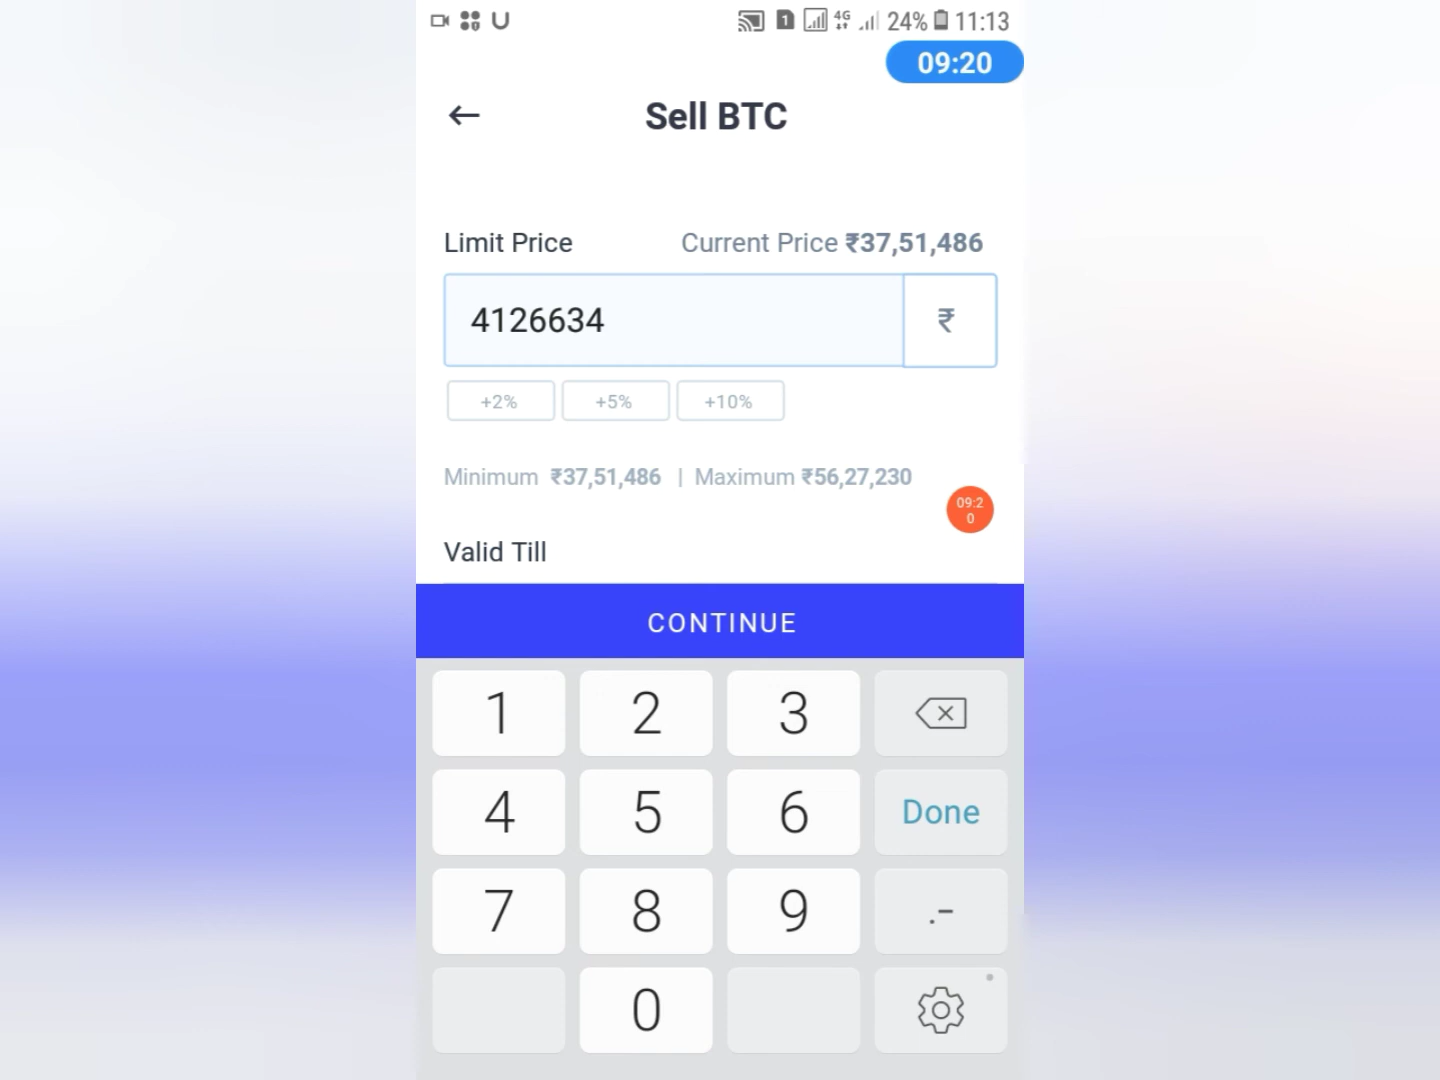 1 4G 24% 11:13
09:20
Sell BTC
Limit Price Current Price ₹37,51,486
4126634 ₹
+2% +5% +10%
Minimum ₹37,51,486 | Maximum ₹56,27,230
09:2
0
Valid Till
CONTINUE
1 2 3
4 5 6 Done
7 8 9 .-
0